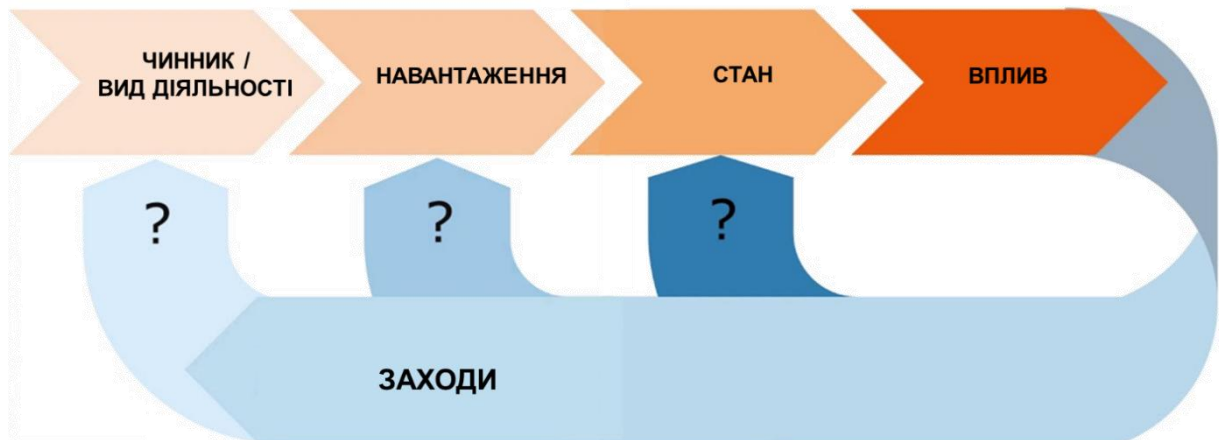 ЧИННИК /
ВИД ДІЯЛЬНОСТІ
НАВАНТАЖЕННЯ
СТАН
ВПЛИВ
?
?
?
ЗАХОДИ